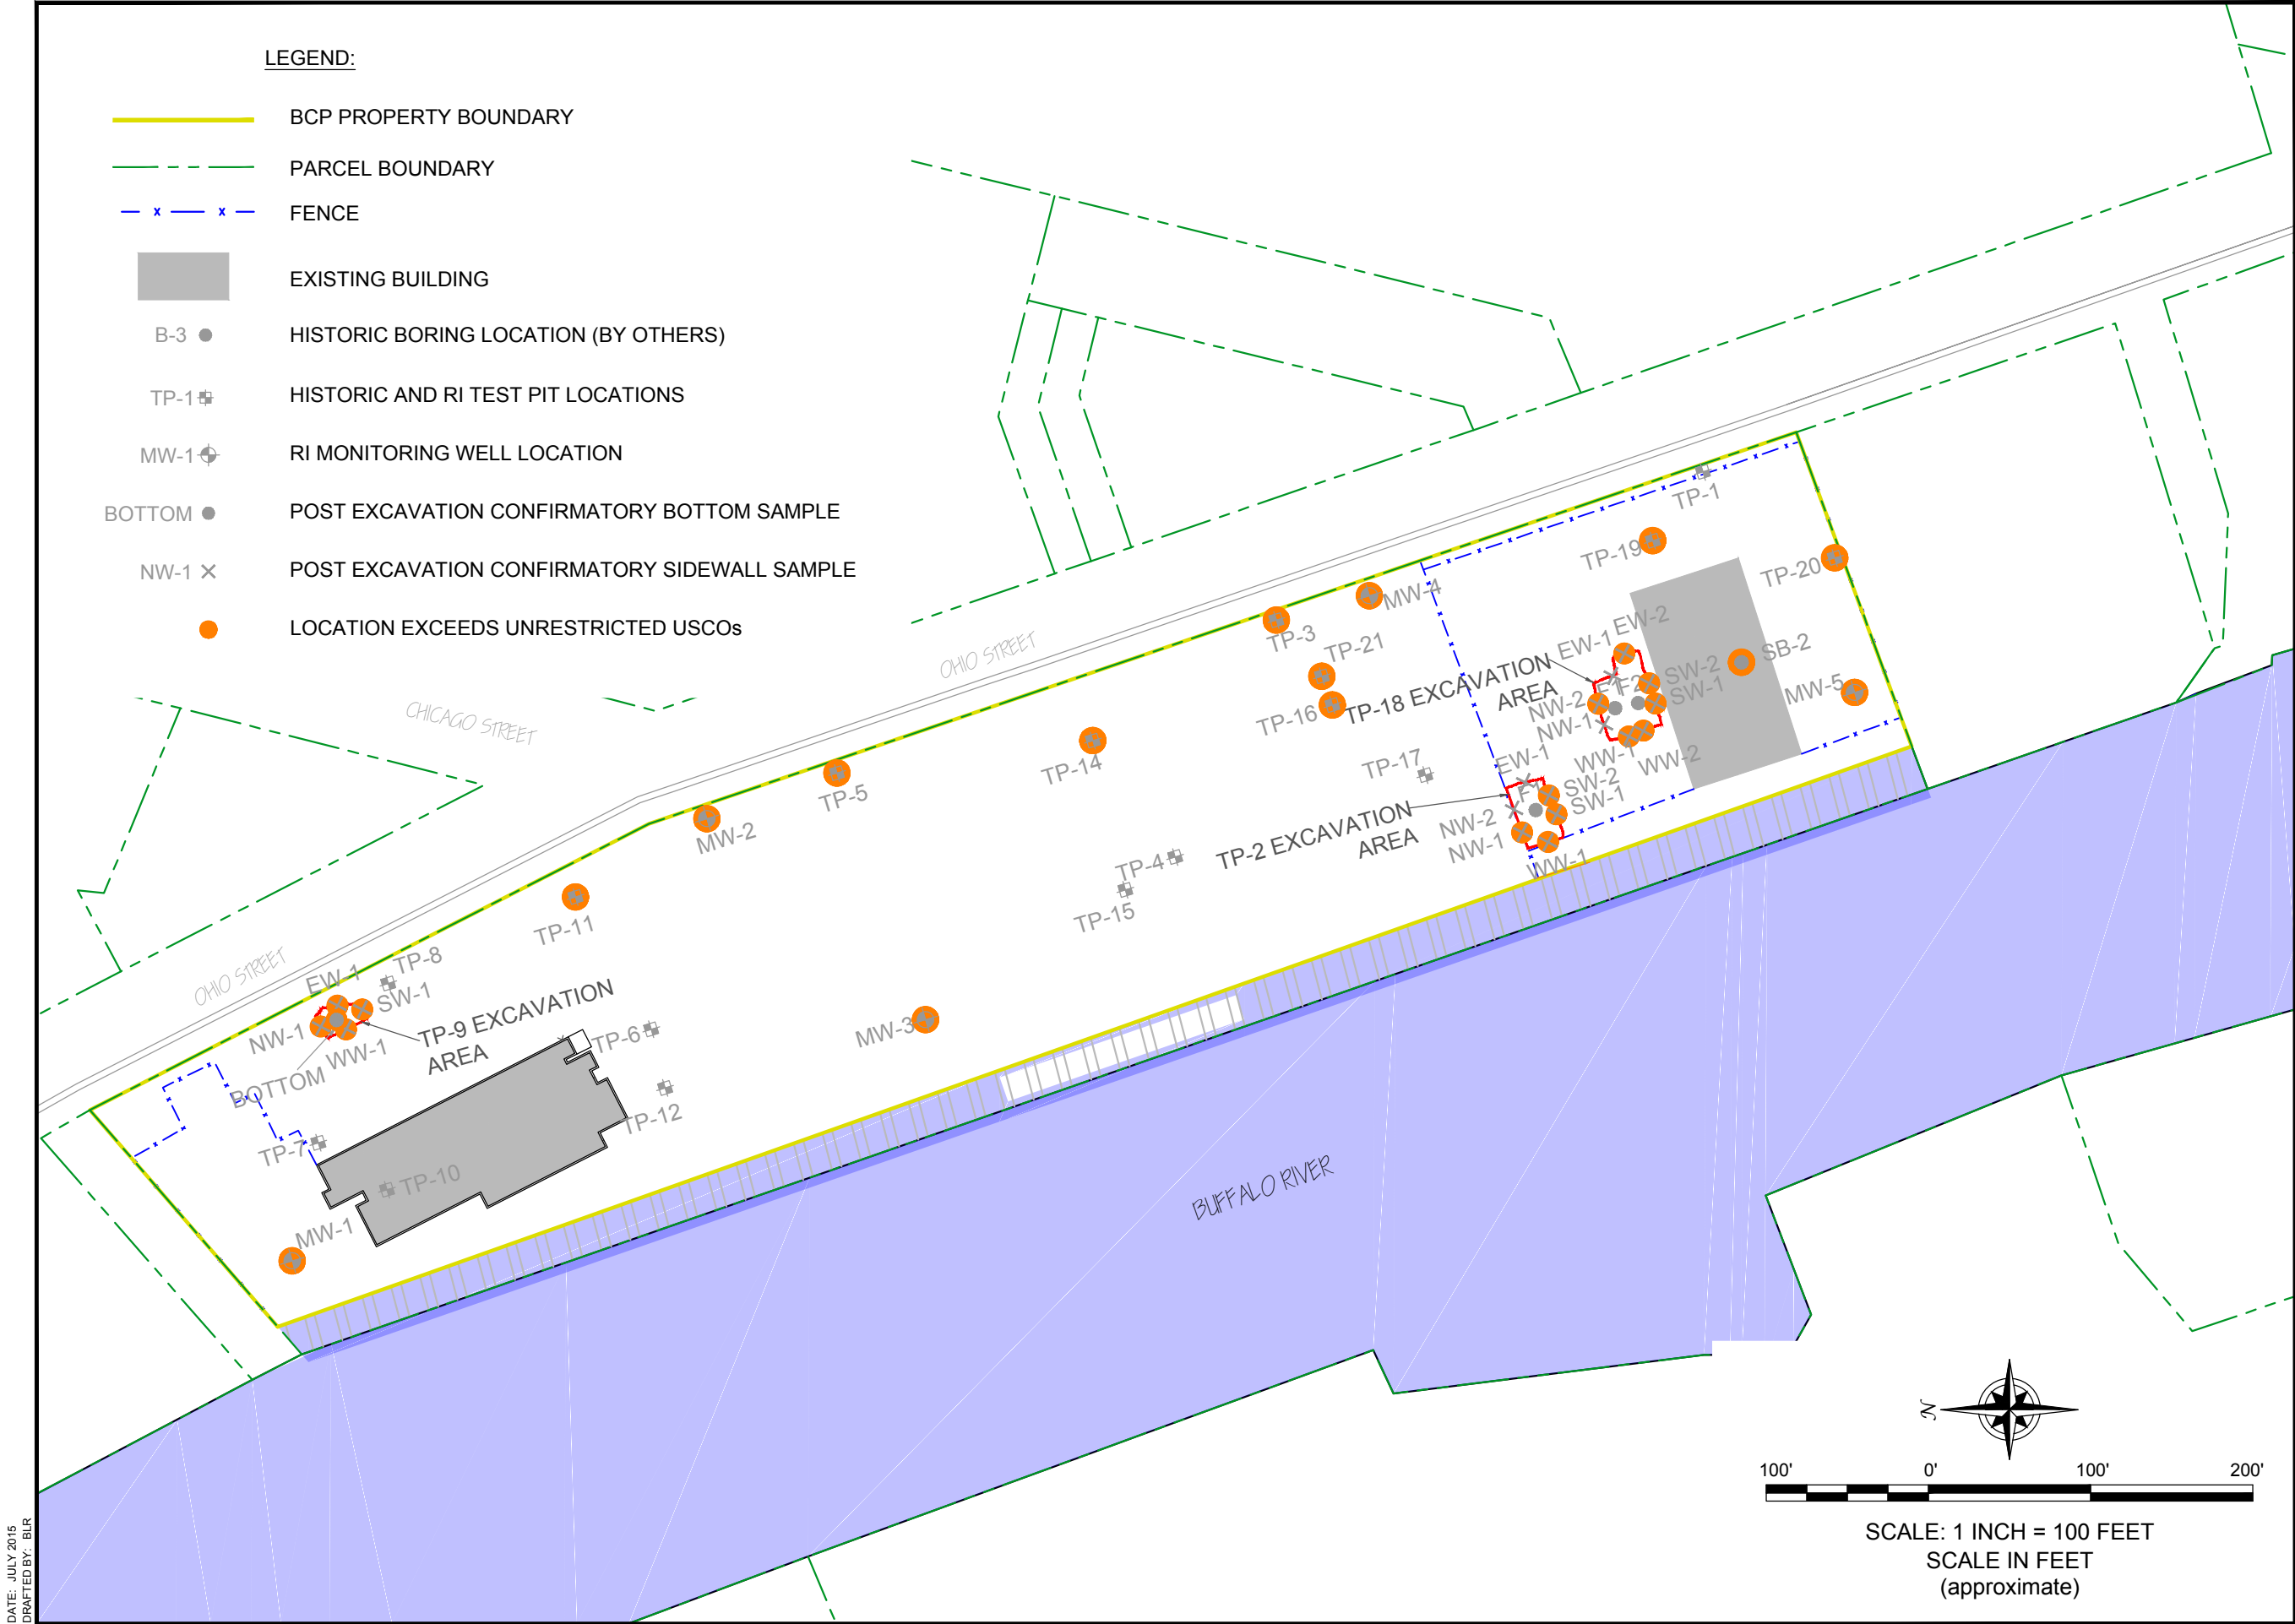 LEGEND:
BCP PROPERTY BOUNDARY
PARCEL BOUNDARY
FENCE
EXISTING BUILDING
B-3 HISTORIC BORING LOCATION (BY OTHERS)
TP-1 HISTORIC AND RI TEST PIT LOCATIONS
MW-1 RI MONITORING WELL LOCATION
BOTTOM POST EXCAVATION CONFIRMATORY BOTTOM SAMPLE
NW-1 POST EXCAVATION CONFIRMATORY SIDEWALL SAMPLE
LOCATION EXCEEDS UNRESTRICTED USCOs
CHICAGO STREET
OHIO STREET
OHIO STREET
TP-1
TP-19
TP-20
MW-4
TP-3
TP-21
TP-16
EW-2
EW-1
TP-18 EXCAVATION
AREA
SW-2
SW-1
F1
F2
NW-2
NW-1
WW-1
WW-2
SB-2
MW-5
TP-14
TP-17
TP-5
MW-2
EW-1
SW-2
SW-1
F1
NW-2
NW-1
WW-1
TP-2 EXCAVATION
AREA
TP-4
TP-15
TP-11
TP-8
EW-1
SW-1
NW-1
WW-1
BOTTOM
TP-9 EXCAVATION
AREA
TP-6
TP-12
MW-3
TP-7
TP-10
MW-1
BUFFALO RIVER
N
100' 0' 100' 200'
SCALE: 1 INCH = 100 FEET
SCALE IN FEET
(approximate)
DATE: JULY 2015
DRAFTED BY: BLR